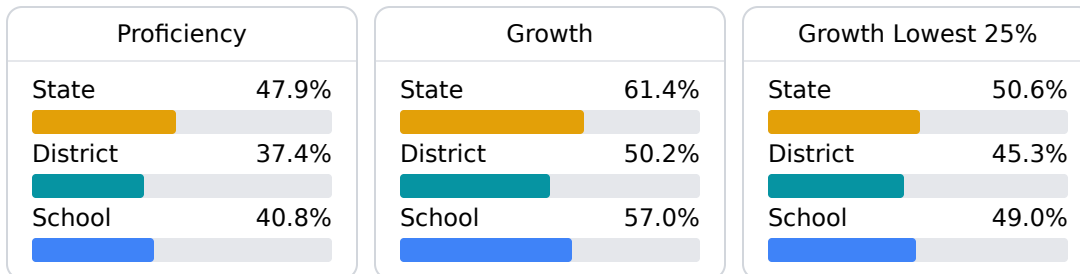 Proficiency
State 47.9%
District 37.4%
School 40.8%
Growth
State 61.4%
District 50.2%
School 57.0%
Growth Lowest 25%
State 50.6%
District 45.3%
School 49.0%